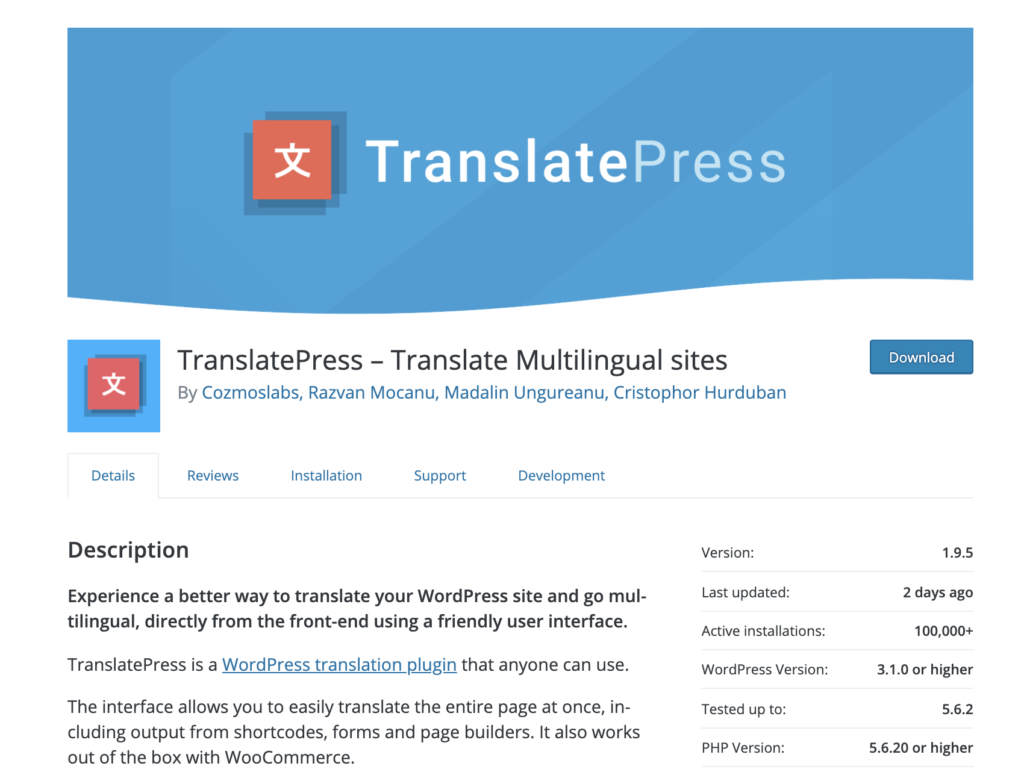 文 TranslatePress
文
TranslatePress – Translate Multilingual sites
Download
By Cozmoslabs, Razvan Mocanu, Madalin Ungureanu, Cristophor Hurduban
Details Reviews Installation Support Development
Description
Experience a better way to translate your WordPress site and go mul-
tilingual, directly from the front-end using a friendly user interface.
TranslatePress is a WordPress translation plugin that anyone can use.
The interface allows you to easily translate the entire page at once, in-
cluding output from shortcodes, forms and page builders. It also works
out of the box with WooCommerce.
Version: 1.9.5
Last updated: 2 days ago
Active installations: 100,000+
WordPress Version: 3.1.0 or higher
Tested up to: 5.6.2
PHP Version: 5.6.20 or higher